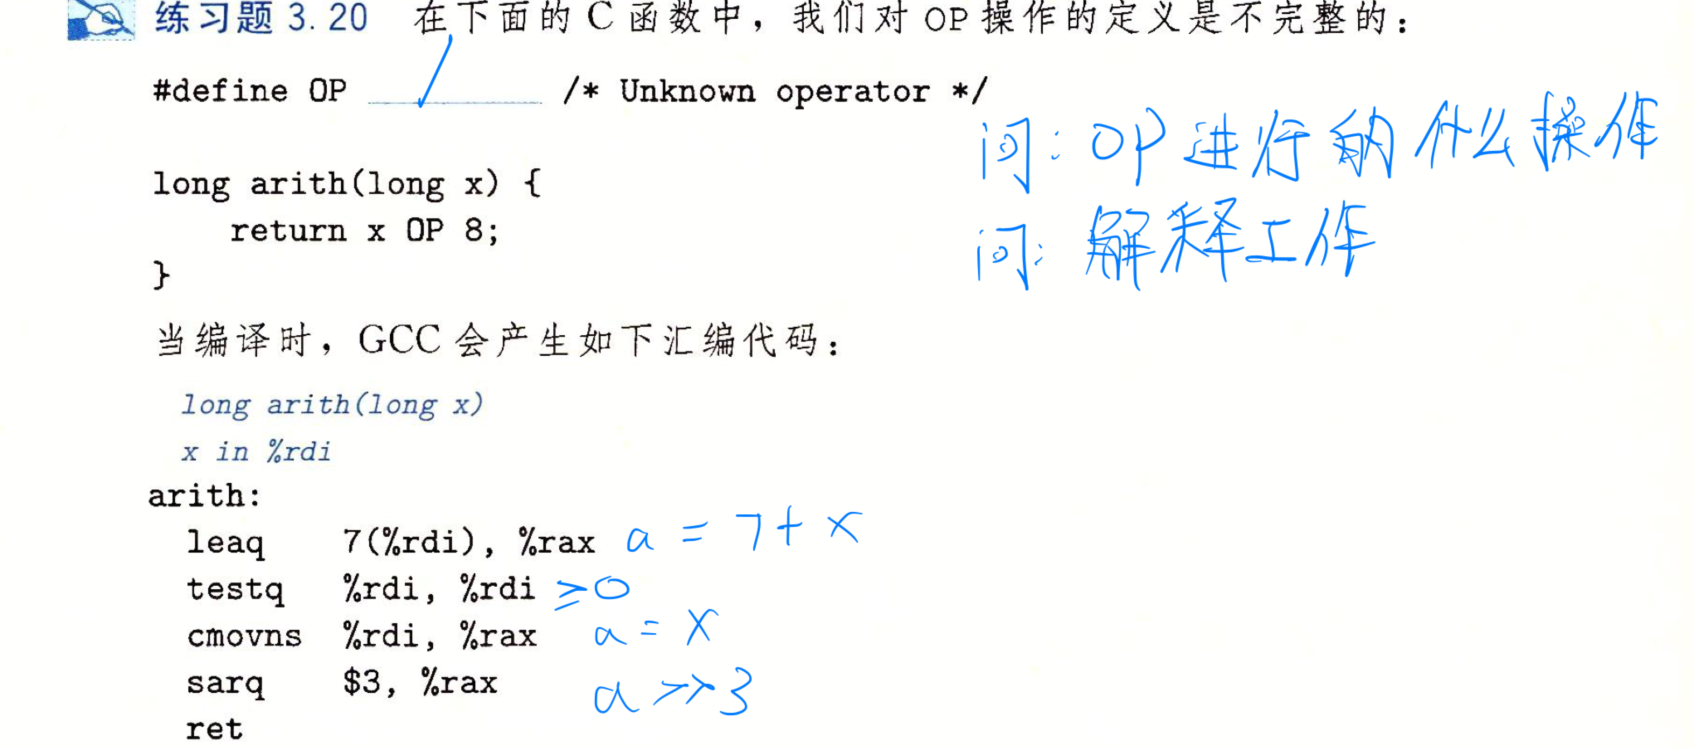 练习题 3.20 在下面的 C 函数中，我们对 OP 操作的定义是不完整的：
#define OP /* Unknown operator */
问：OP 进行的什么操作
long arith(long x) {
return x OP 8;
问：解释工作
}
当编译时，GCC 会产生如下汇编代码：
long arith(long x)
x in %rdi
arith:
leaq 7(%rdi), %rax a = 7+x
testq %rdi, %rdi ≥0
cmovns %rdi, %rax a = x
sarq $3, %rax a >> 3
ret